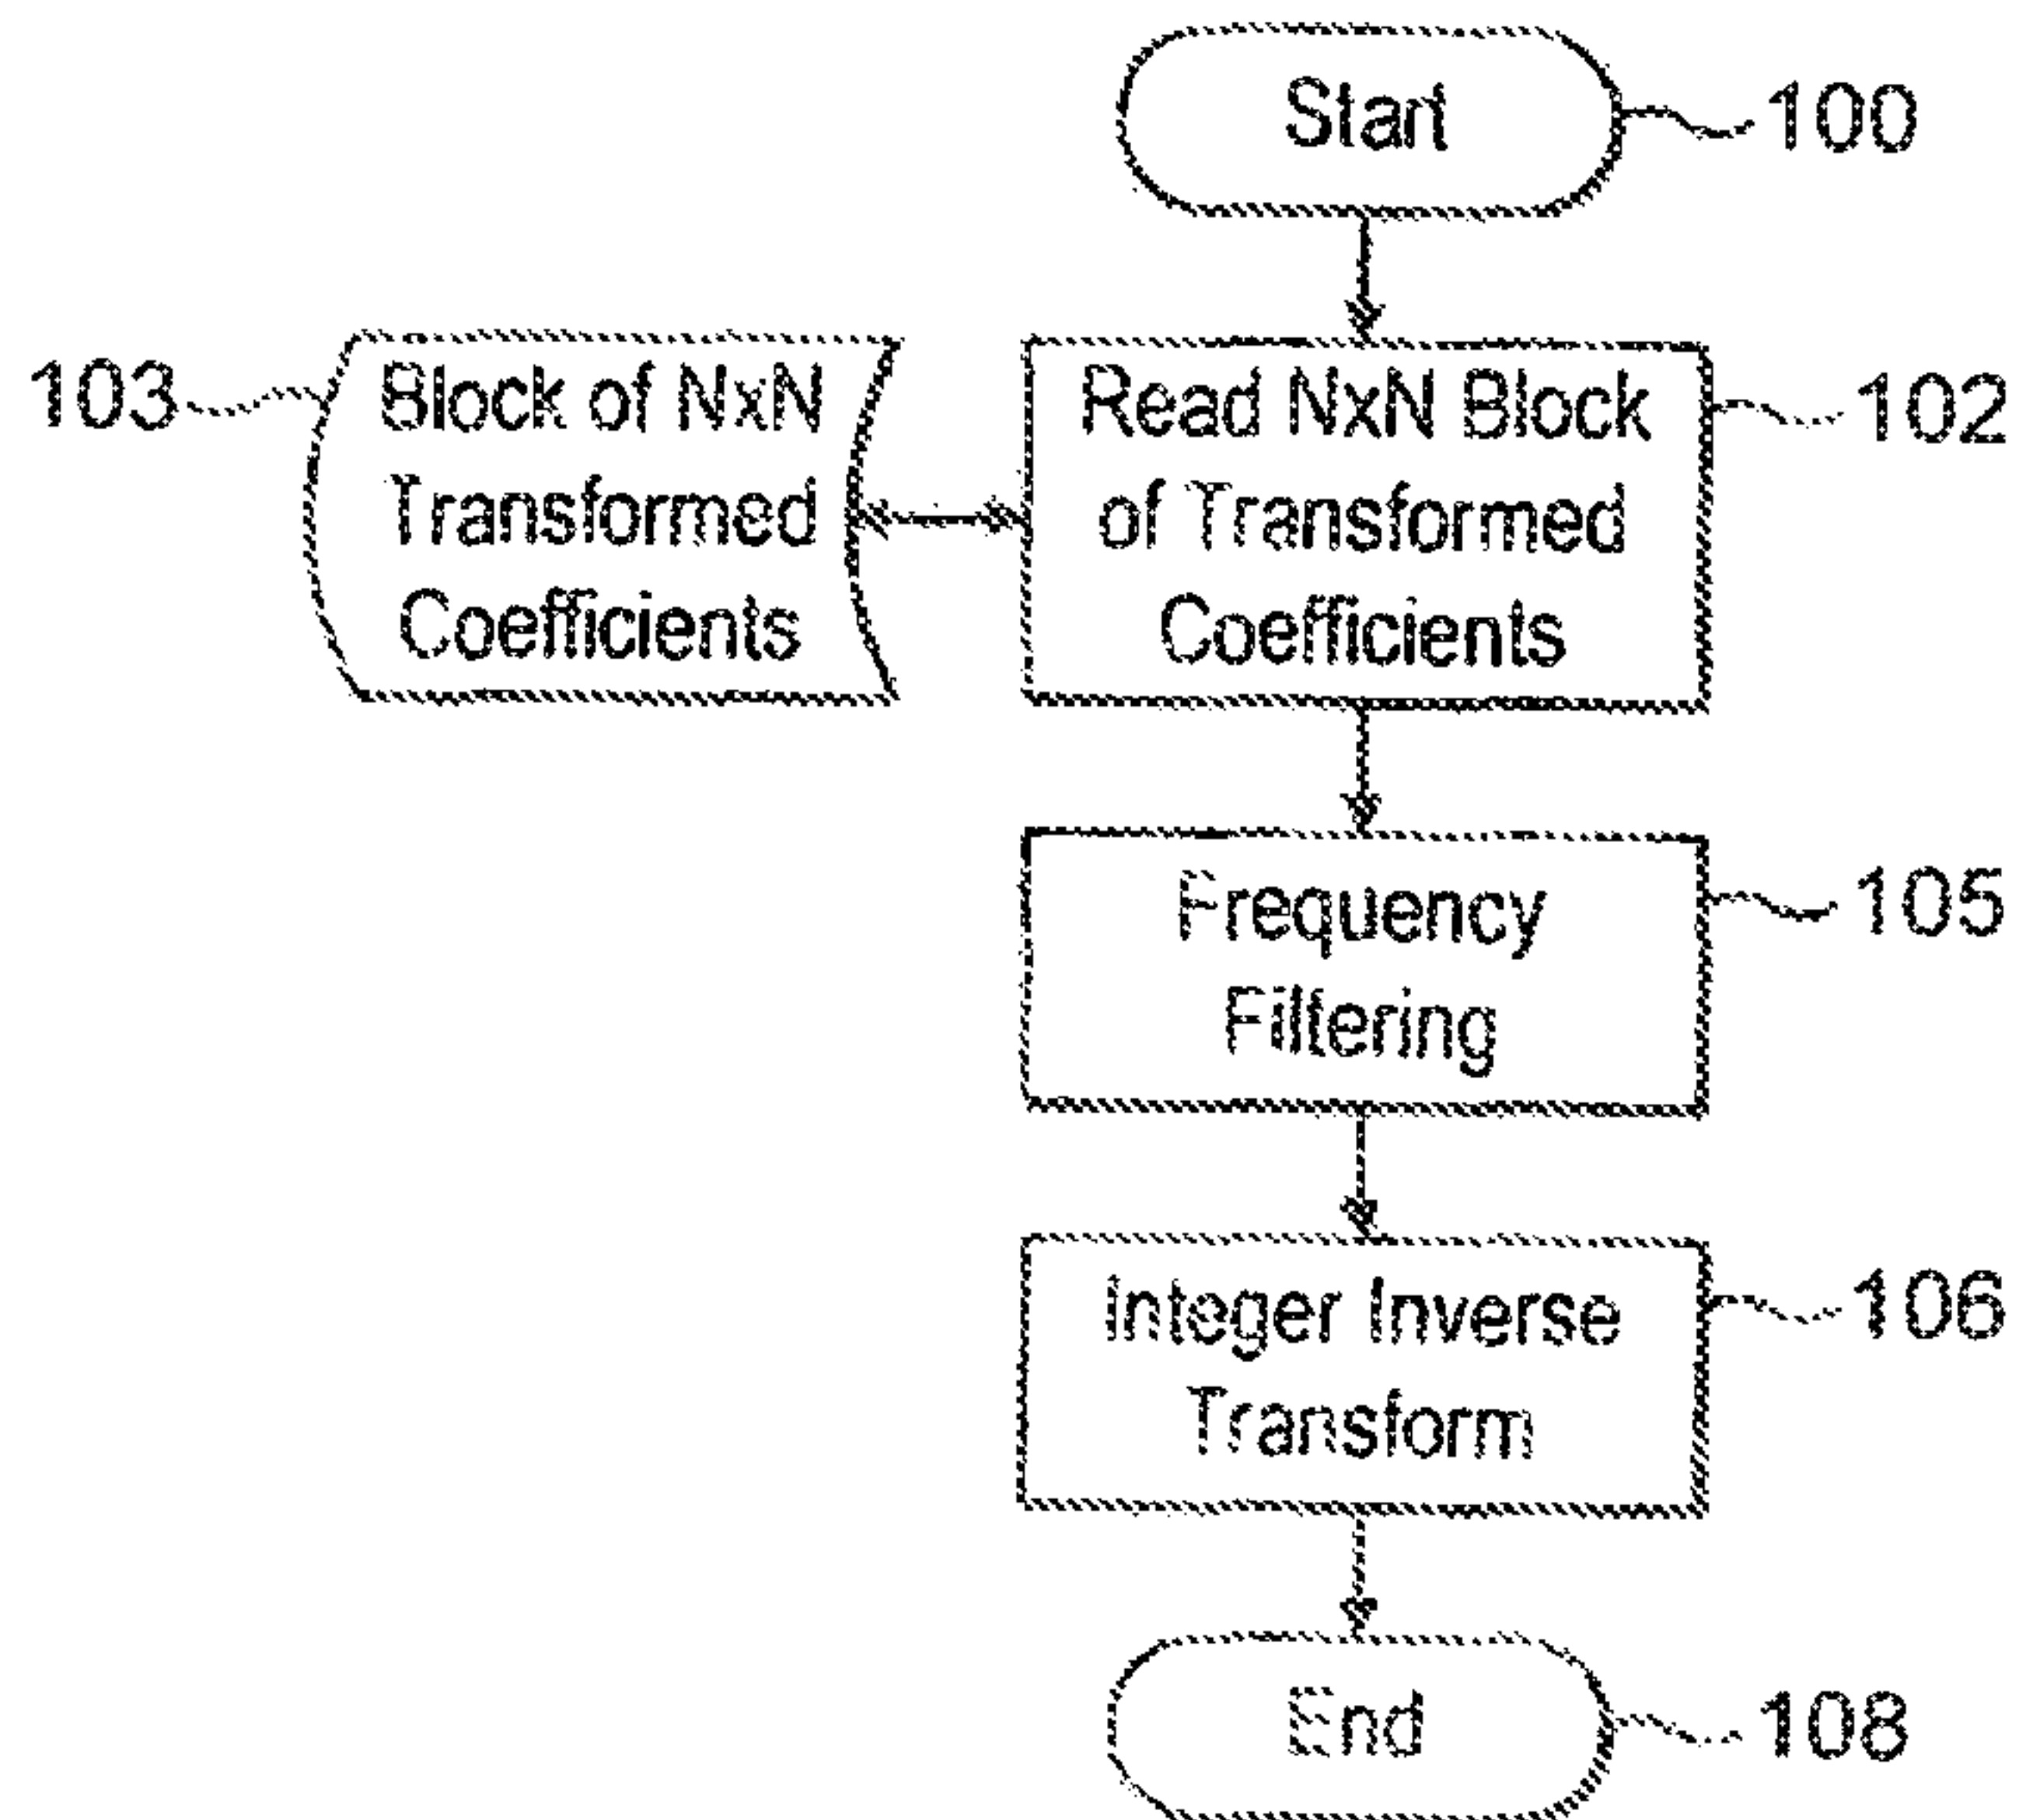 Start
100
103
Block of NxN
Transformed
Coefficients
Read NxN Block
of Transformed
Coefficients
102
Frequency
Filtering
105
Integer Inverse
Transform
106
End
108